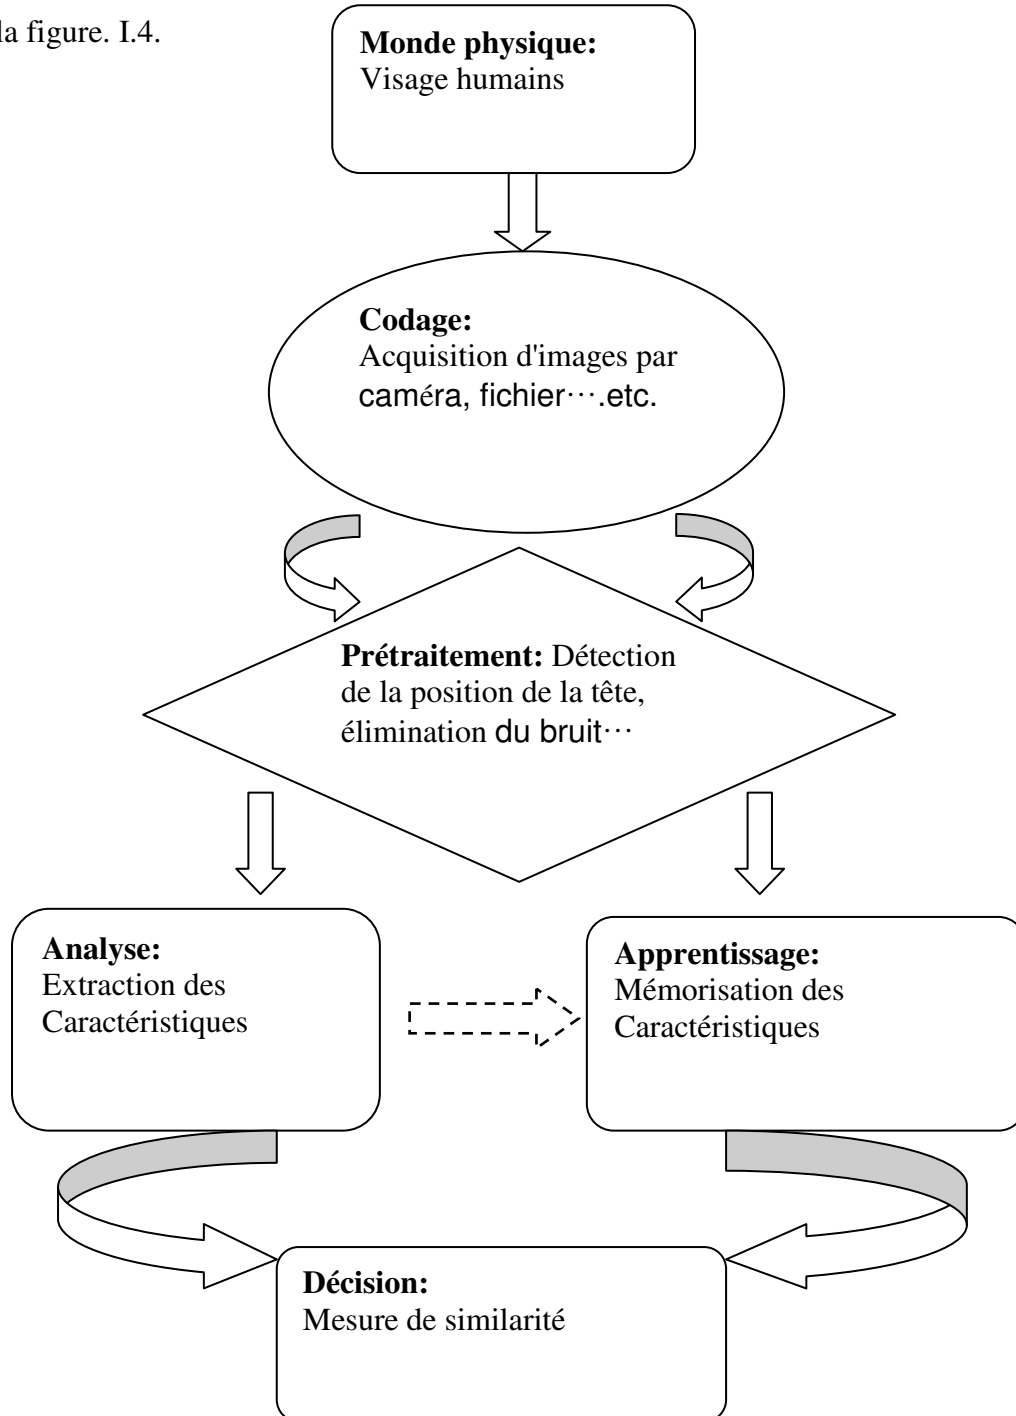 la figure. I.4.
Monde physique:
Visage humains
Codage:
Acquisition d'images par
caméra, fichier….etc.
Prétraitement: Détection
de la position de la tête,
élimination du bruit…
Analyse:
Extraction des
Caractéristiques
Apprentissage:
Mémorisation des
Caractéristiques
Décision:
Mesure de similarité